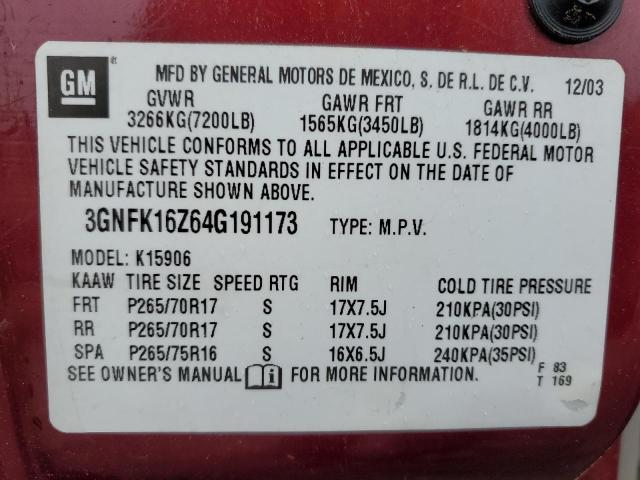 GM ® MFD BY GENERAL MOTORS DE MEXICO, S. DE R.L. DE C.V. 12/03
GVWR GAWR FRT GAWR RR
3266KG(7200LB) 1565KG(3450LB) 1814KG(4000LB)
THIS VEHICLE CONFORMS TO ALL APPLICABLE U.S. FEDERAL MOTOR
VEHICLE SAFETY STANDARDS IN EFFECT ON THE DATE OF
MANUFACTURE SHOWN ABOVE.
3GNFK16Z64G191173 TYPE: M.P.V.
MODEL: K15906
KAAW TIRE SIZE SPEED RTG RIM COLD TIRE PRESSURE
FRT P265/70R17 S 17X7.5J 210KPA(30PSI)
RR P265/70R17 S 17X7.5J 210KPA(30PSI)
SPA P265/75R16 S 16X6.5J 240KPA(35PSI)
SEE OWNER'S MANUAL i FOR MORE INFORMATION. F 83
T 169